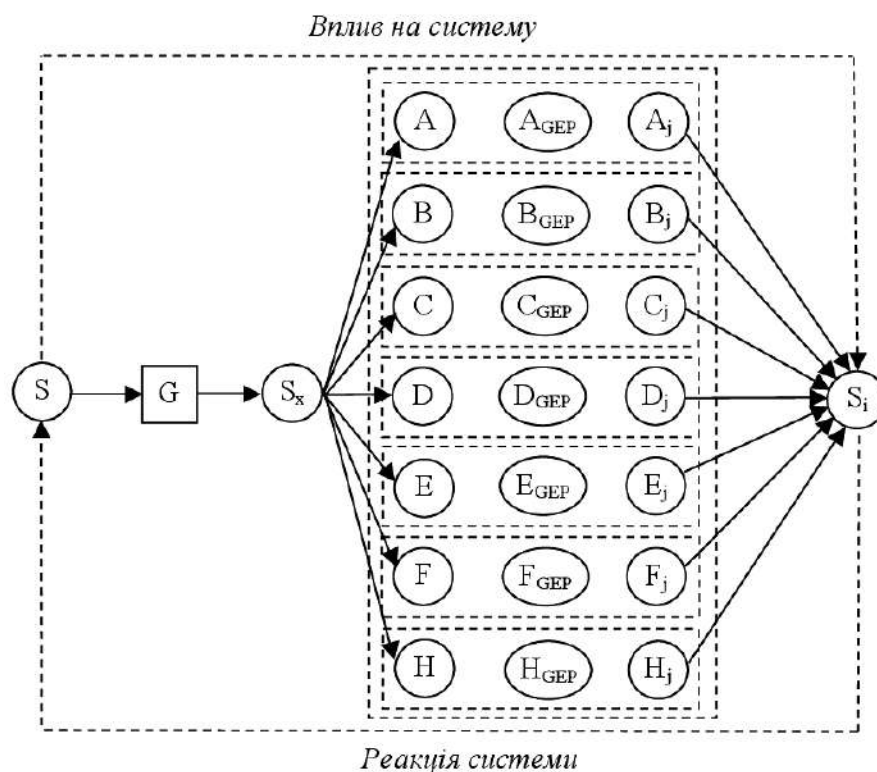 Вплив на систему
A A_GEP A_j
B B_GEP B_j
C C_GEP C_j
S G S_x D D_GEP D_j S_i
E E_GEP E_j
F F_GEP F_j
H H_GEP H_j
Реакція системи